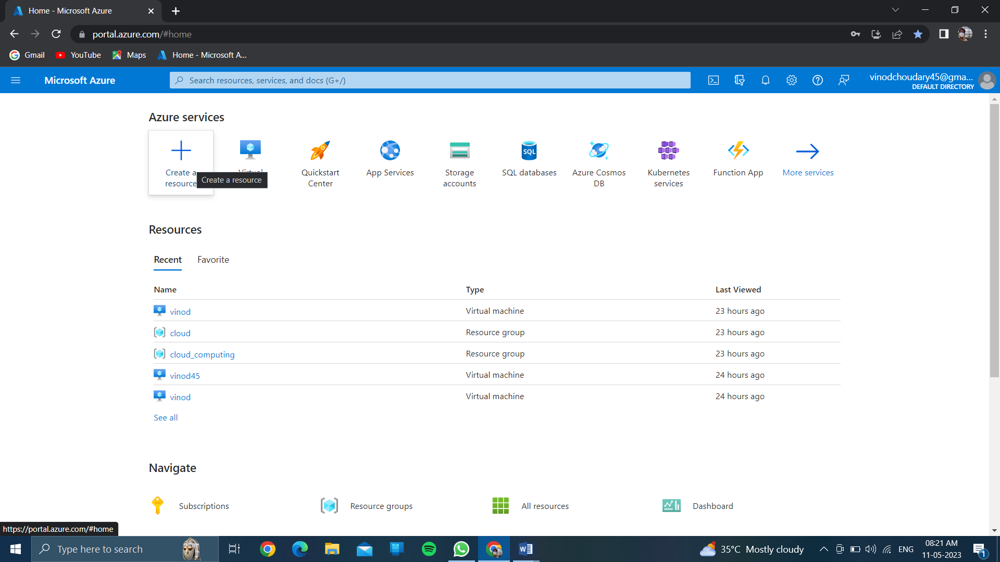 Home - Microsoft Azure
portal.azure.com/#home
Gmail
YouTube
Maps
Home - Microsoft A...
Microsoft Azure
Search resources, services, and docs (G+/)
vinodchoudary45@gma...
DEFAULT DIRECTORY
Azure services
Create a
resource
Create a resource
Virtual
Quickstart
Center
App Services
Storage
accounts
SQL
SQL databases
Azure Cosmos
DB
Kubernetes
services
Function App
More services
Resources
Recent Favorite
Name Type Last Viewed
vinod Virtual machine 23 hours ago
cloud Resource group 23 hours ago
cloud_computing Resource group 23 hours ago
vinod45 Virtual machine 24 hours ago
vinod Virtual machine 24 hours ago
See all
Navigate
Subscriptions
Resource groups
All resources
Dashboard
https://portal.azure.com/#home
Type here to search
35°C Mostly cloudy
ENG
08:21 AM
11-05-2023
1